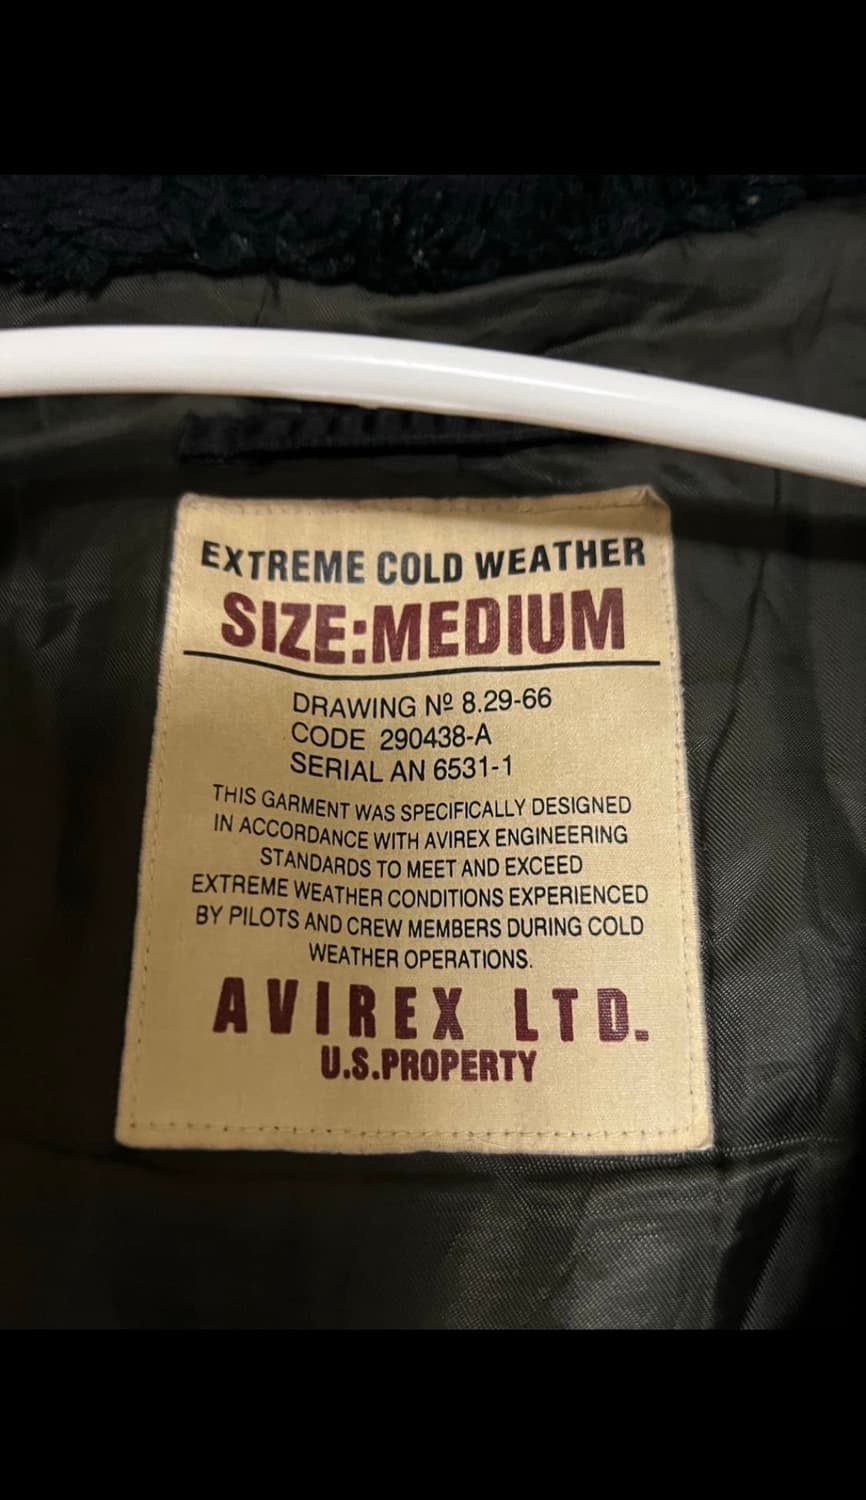 EXTREME COLD WEATHER
SIZE:MEDIUM
DRAWING Nº 8.29-66
CODE 290438-A
SERIAL AN 6531-1
THIS GARMENT WAS SPECIFICALLY DESIGNED
IN ACCORDANCE WITH AVIREX ENGINEERING
STANDARDS TO MEET AND EXCEED
EXTREME WEATHER CONDITIONS EXPERIENCED
BY PILOTS AND CREW MEMBERS DURING COLD
WEATHER OPERATIONS.
AVIREX LTD.
U.S.PROPERTY